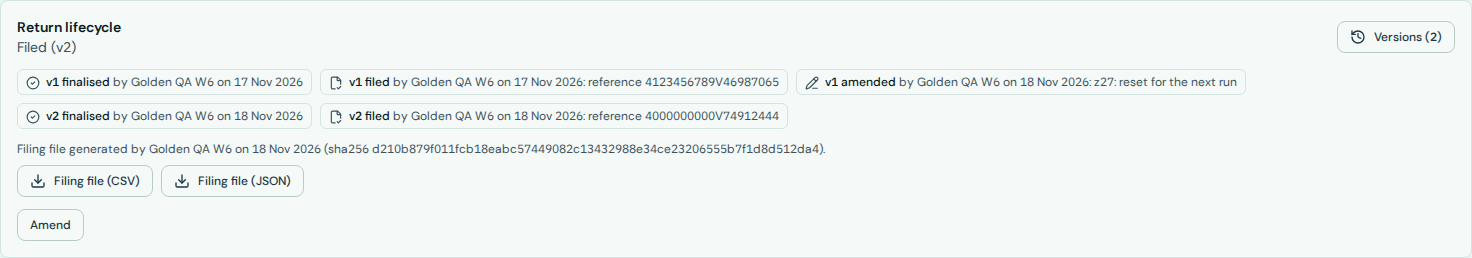 Return lifecycle
Filed (v2)
Versions (2)
v1 finalised by Golden QA W6 on 17 Nov 2026
v1 filed by Golden QA W6 on 17 Nov 2026: reference 4123456789V46987065
v1 amended by Golden QA W6 on 18 Nov 2026: z27: reset for the next run
v2 finalised by Golden QA W6 on 18 Nov 2026
v2 filed by Golden QA W6 on 18 Nov 2026: reference 4000000000V74912444
Filing file generated by Golden QA W6 on 18 Nov 2026 (sha256 d210b879f011fcb18eabc57449082c13432988e34ce23206555b7f1d8d512da4).
Filing file (CSV)
Filing file (JSON)
Amend